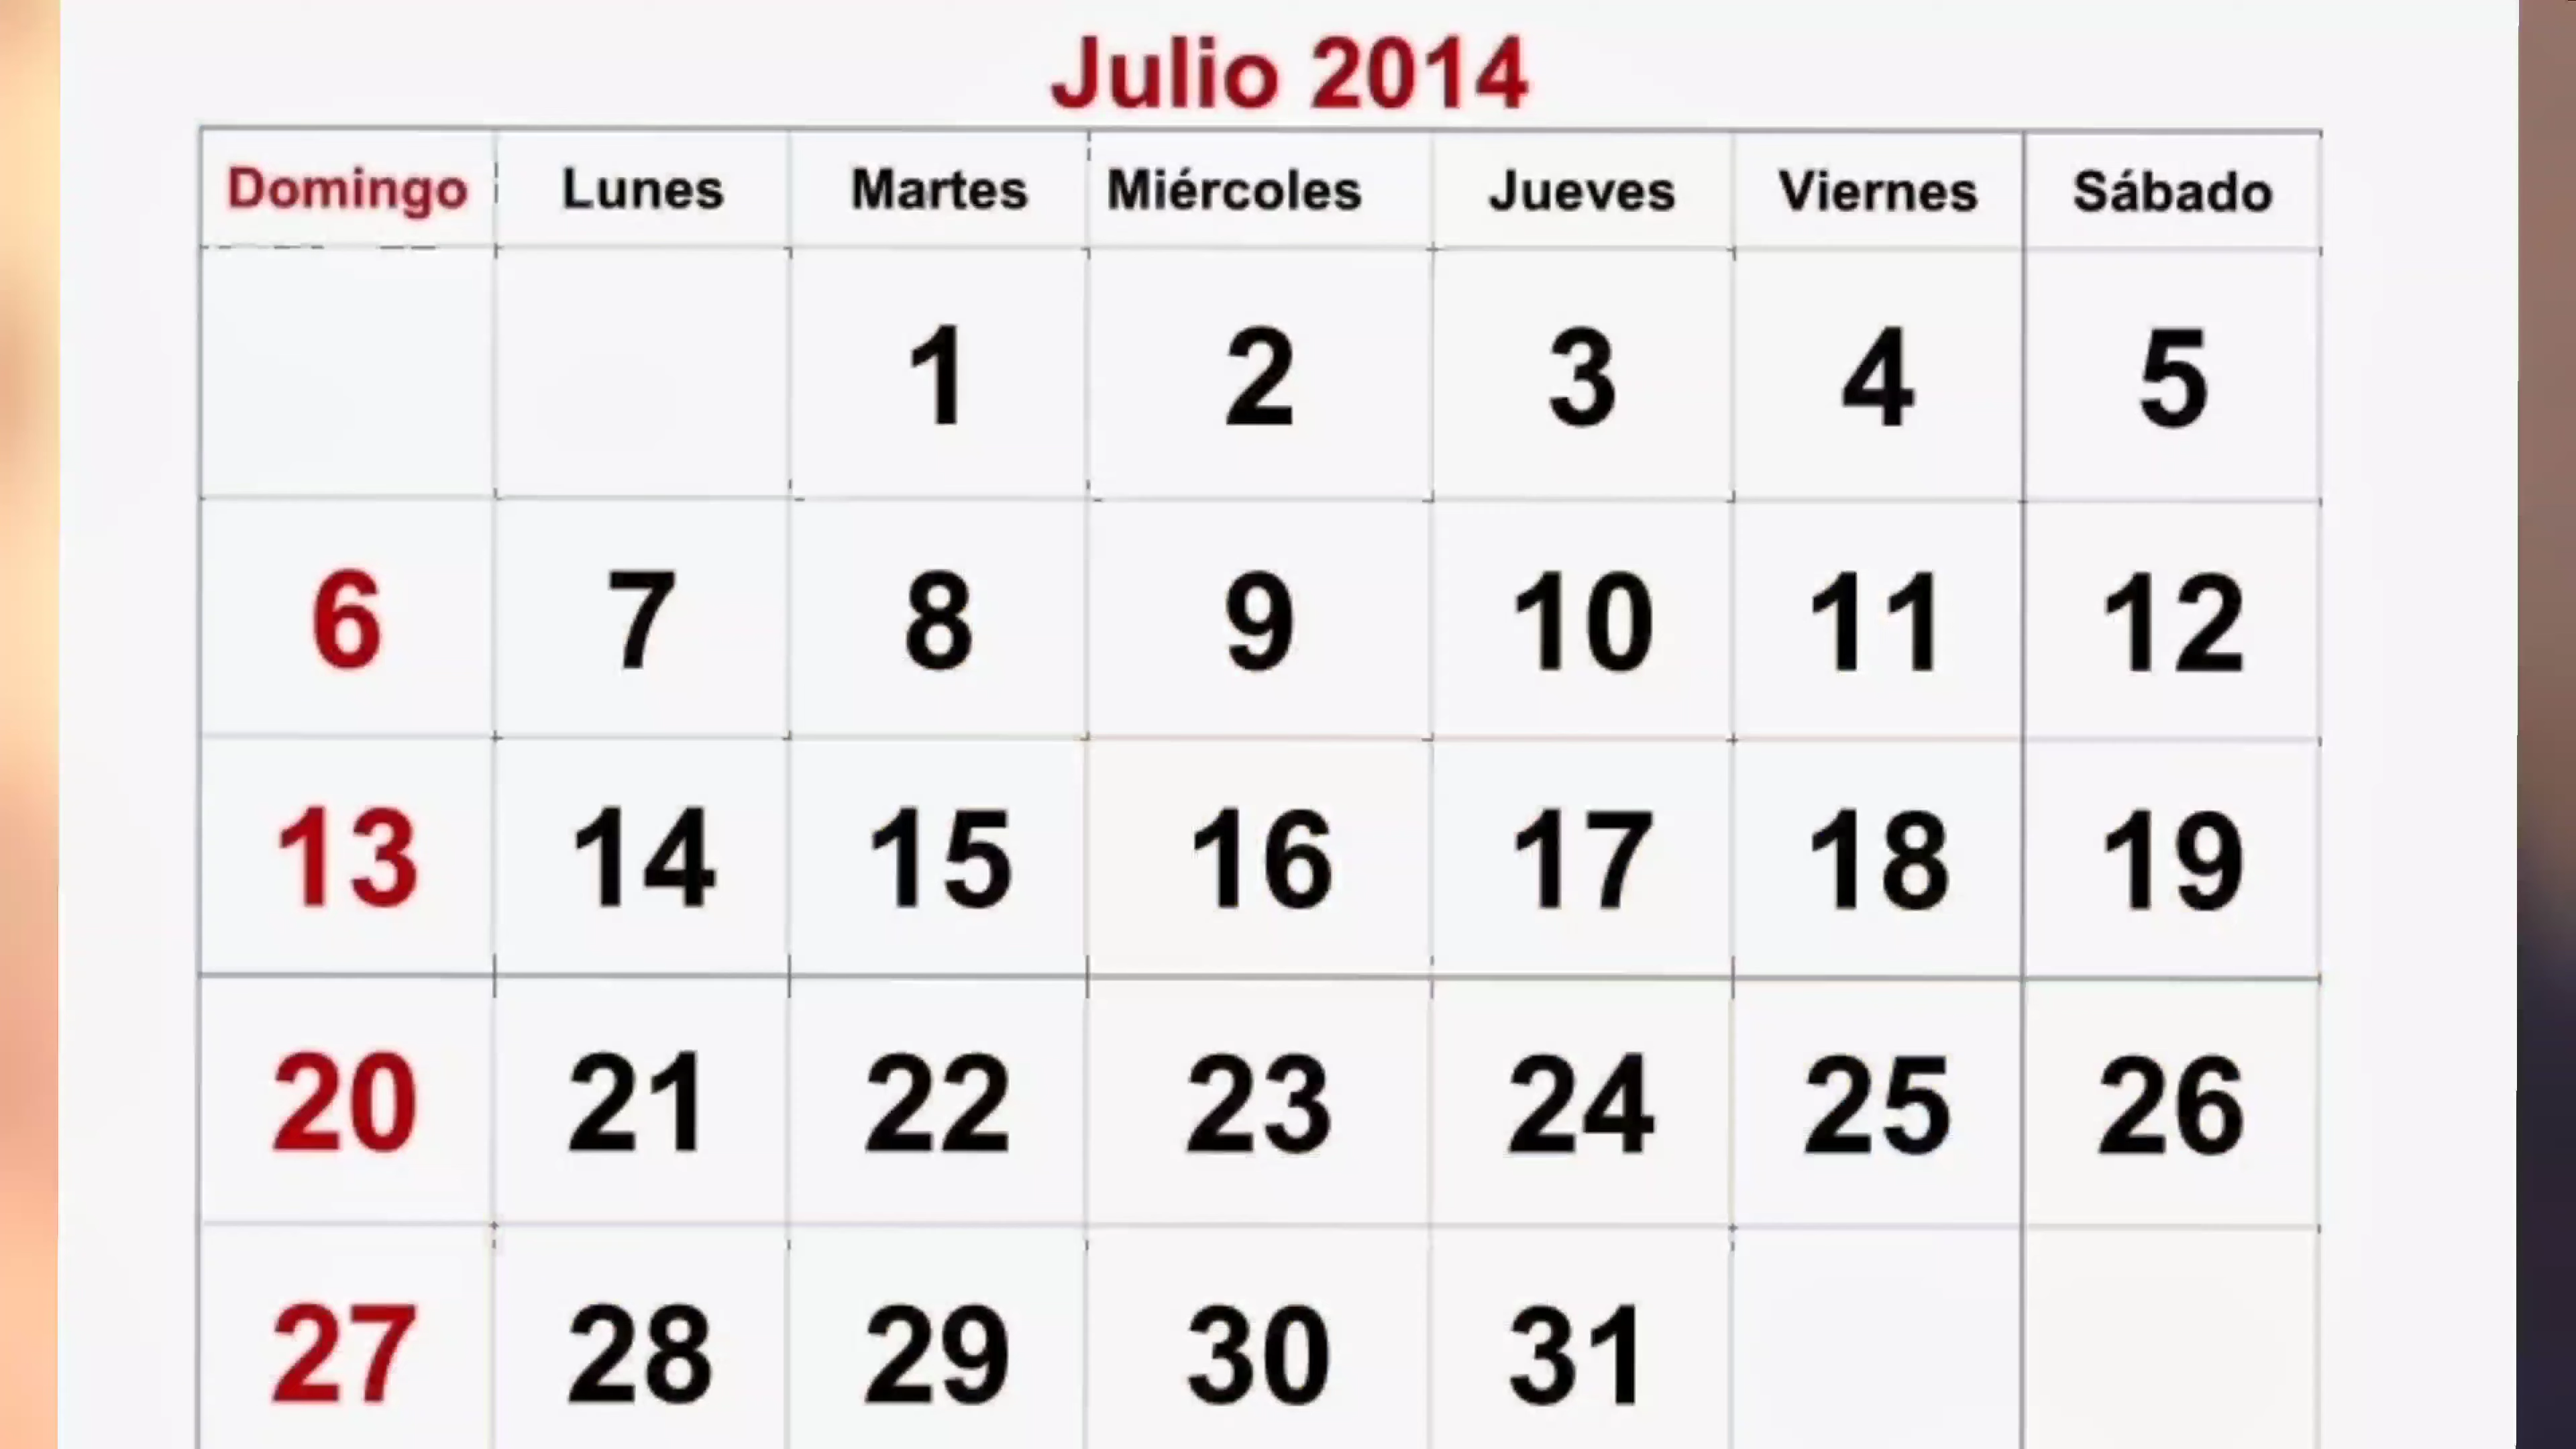 Julio 2014
Domingo Lunes Martes Miércoles Jueves Viernes Sábado
1 2 3 4 5
6 7 8 9 10 11 12
13 14 15 16 17 18 19
20 21 22 23 24 25 26
27 28 29 30 31